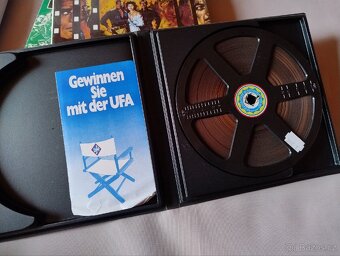 Gewinnen
Sie
mit der UFA